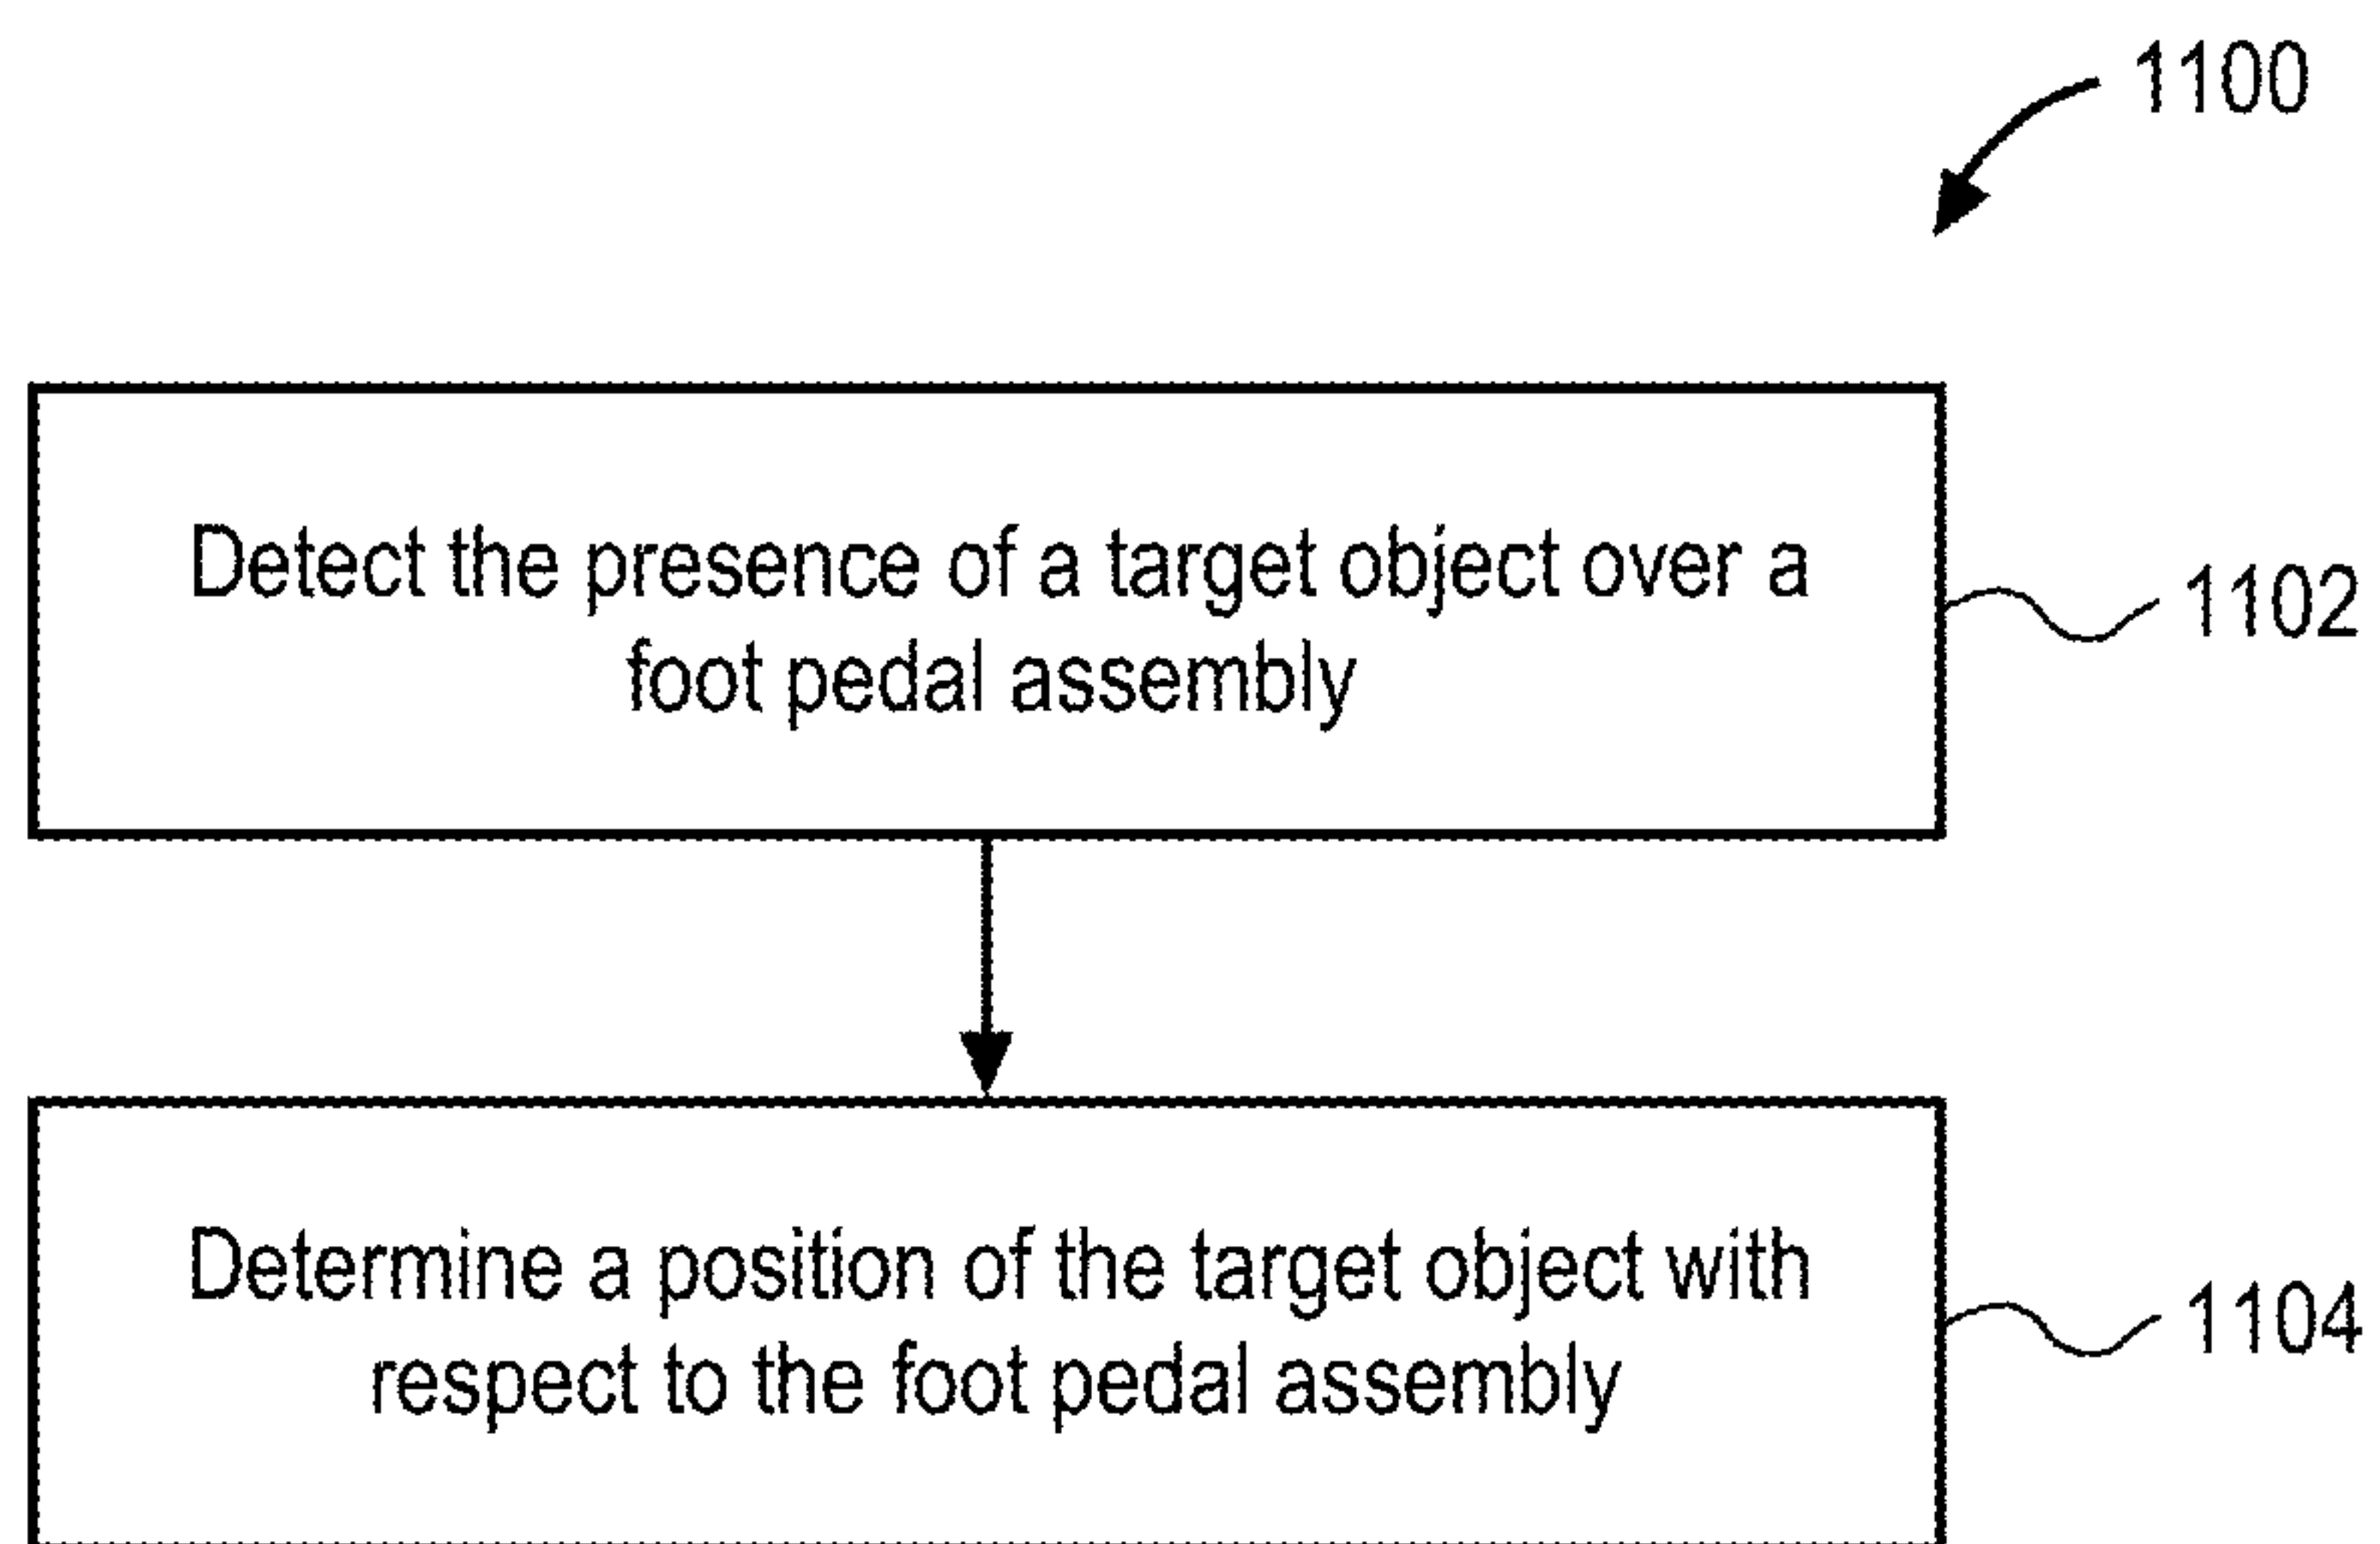 1100
Detect the presence of a target object over a
foot pedal assembly
1102
Determine a position of the target object with
respect to the foot pedal assembly
1104